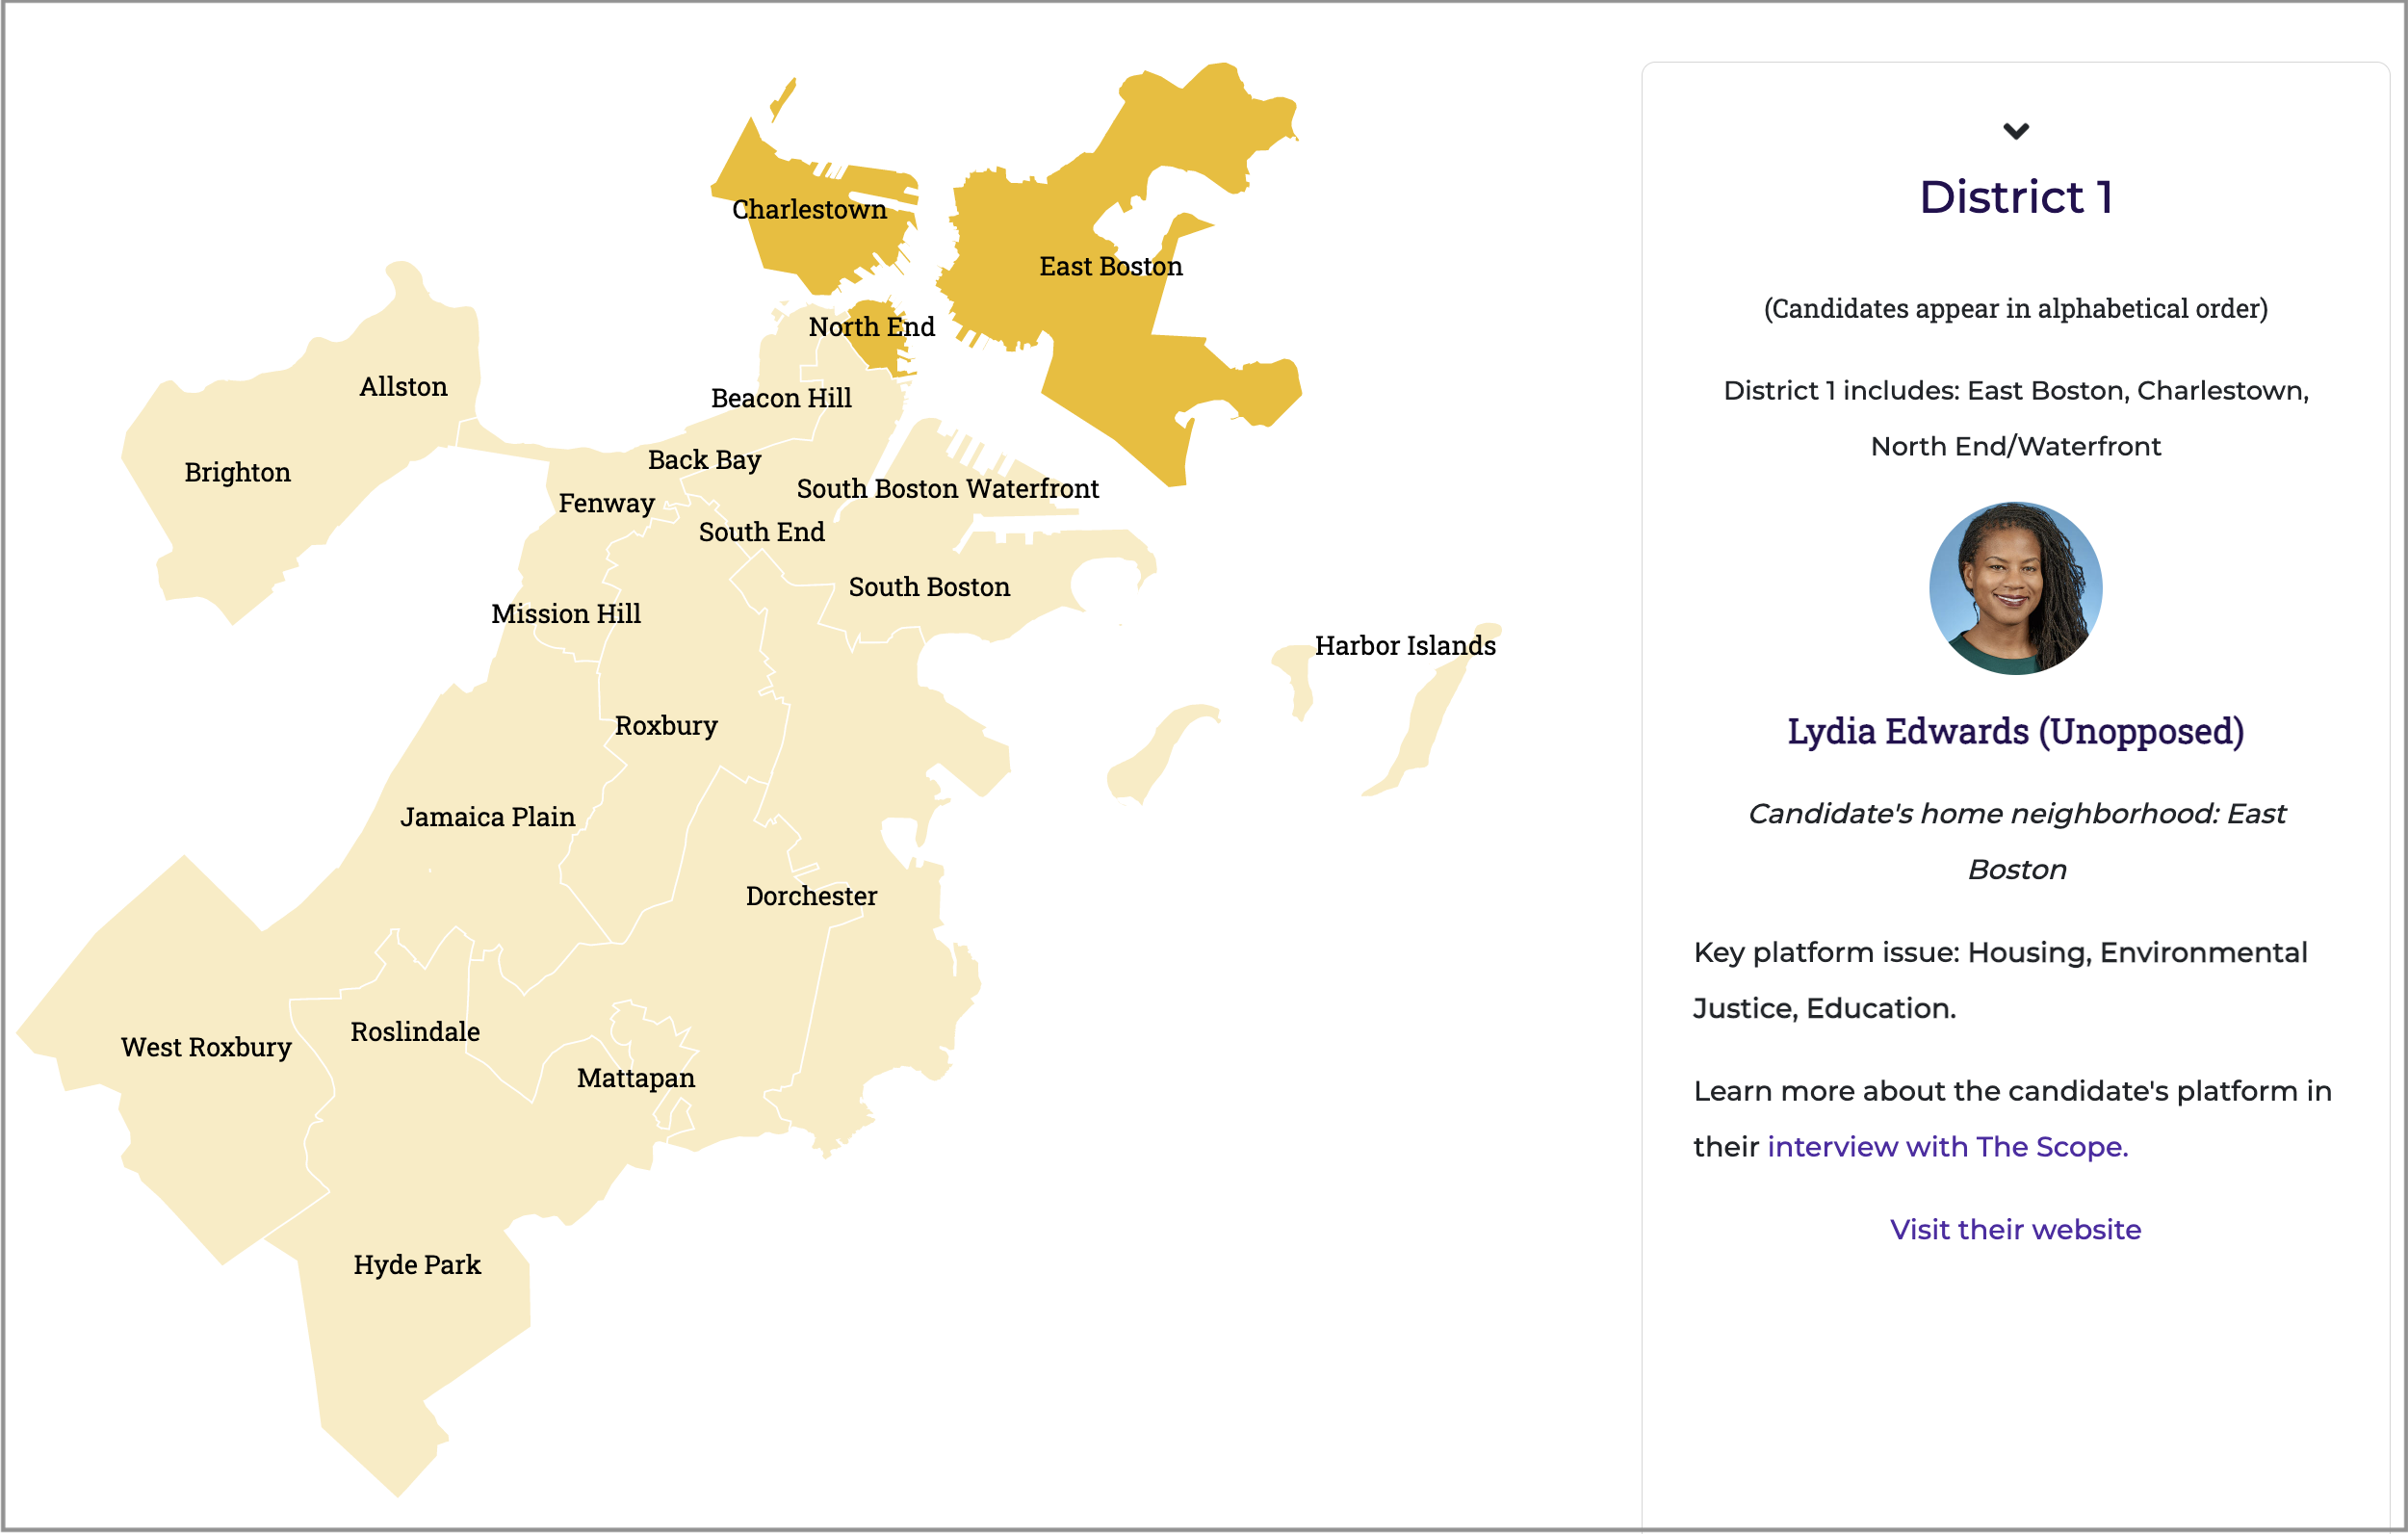 Charlestown
East Boston
North End
Allston
Beacon Hill
Brighton
Back Bay
South Boston Waterfront
Fenway
South End
South Boston
Mission Hill
Harbor Islands
Roxbury
Jamaica Plain
Dorchester
Roslindale
West Roxbury
Mattapan
Hyde Park
District 1
(Candidates appear in alphabetical order)
District 1 includes: East Boston, Charlestown,
North End/Waterfront
Lydia Edwards (Unopposed)
Candidate's home neighborhood: East
Boston
Key platform issue: Housing, Environmental
Justice, Education.
Learn more about the candidate's platform in
their interview with The Scope.
Visit their website